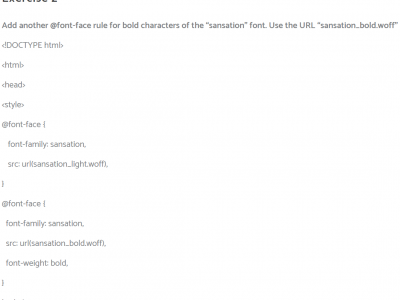 Exercise 2
Add another @font-face rule for bold characters of the “sansation” font. Use the URL “sansation_bold.woff”
<!DOCTYPE html>
<html>
<head>
<style>
@font-face {
font-family: sansation,
src: url(sansation_light.woff),
}
@font-face {
font-family: sansation,
src: url(sansation_bold.woff),
font-weight: bold,
}